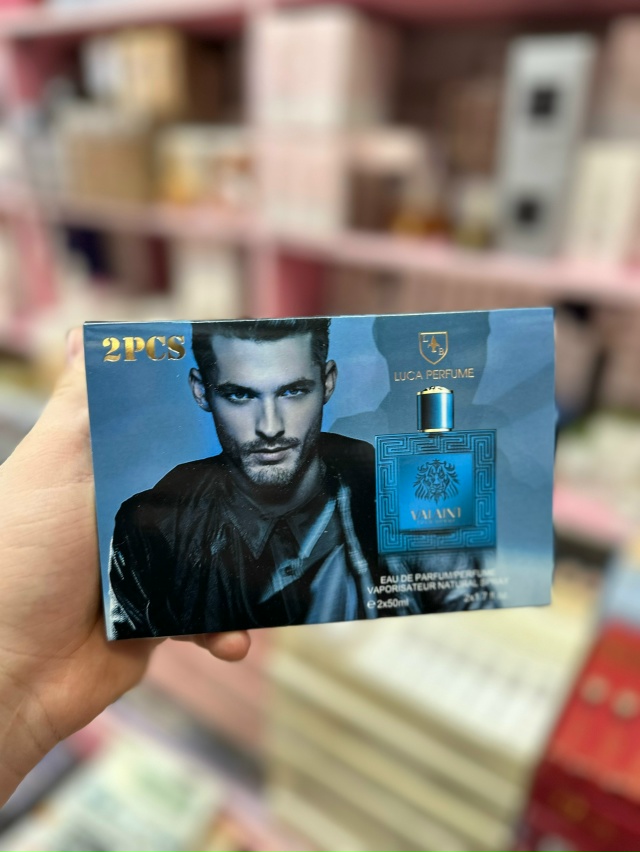 2PCS
LUCA PERFUME
VALAINI
EAU DE PARFUM/PERFUME
VAPORISATEUR NATURAL SPRAY
℮ 2x50ml